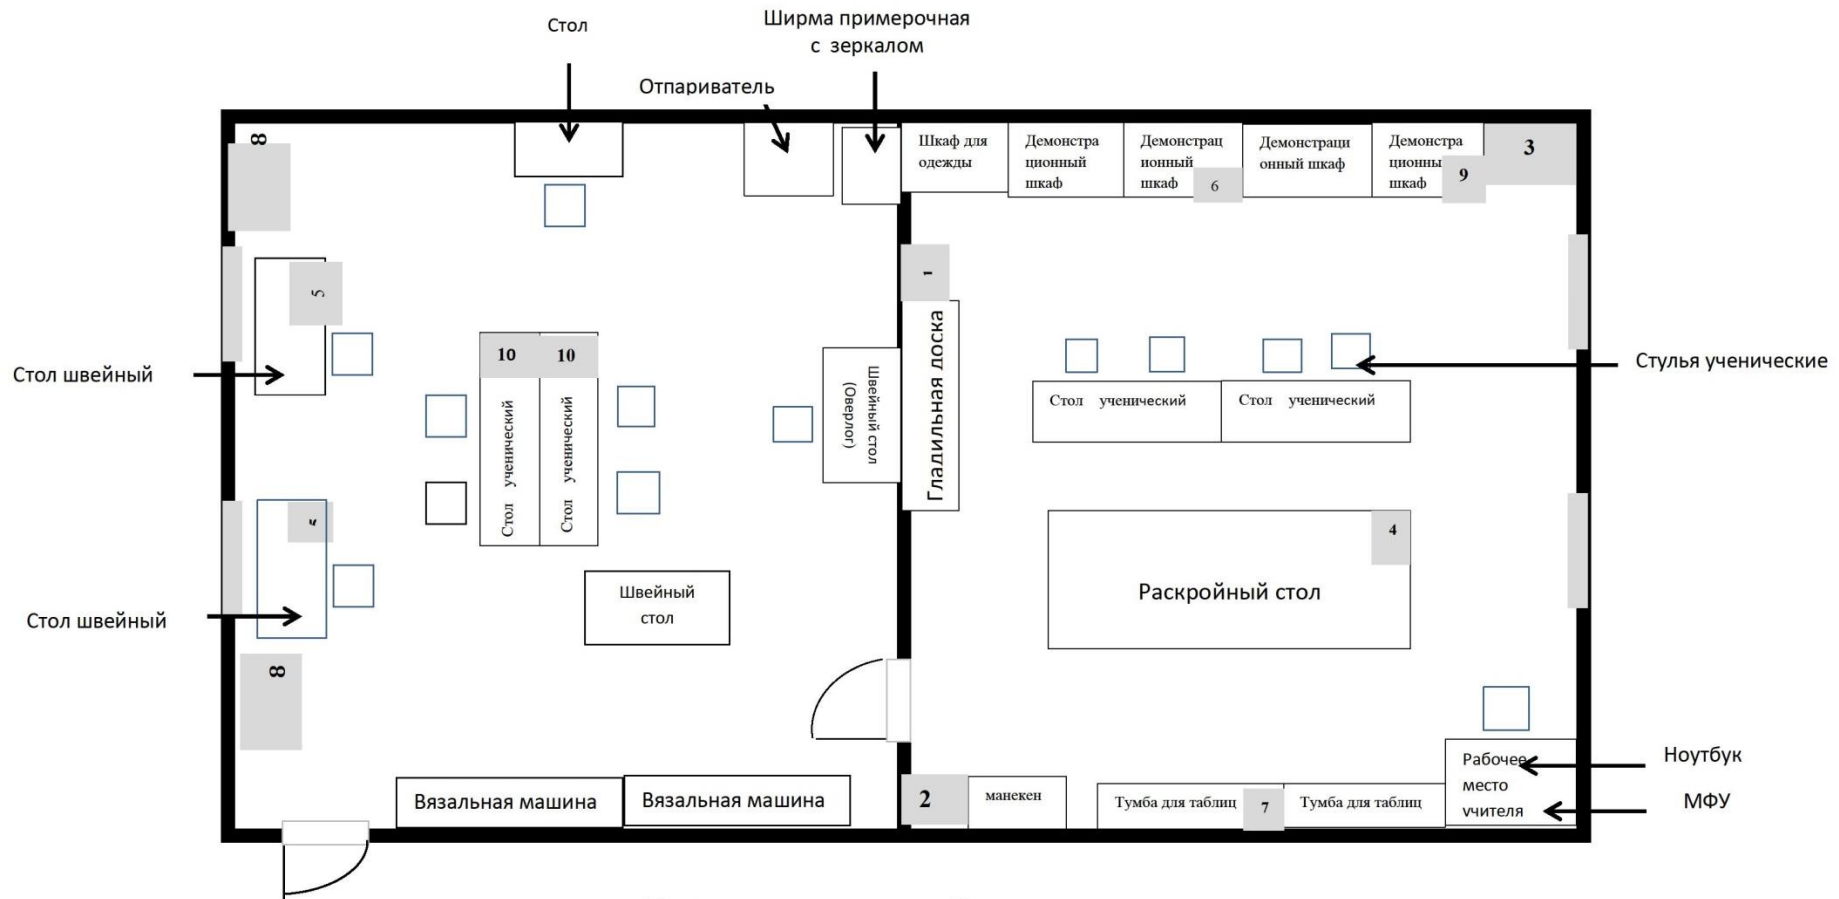 Стол
Ширма примерочная
с зеркалом
Отпариватель
8
Шкаф для
одежды
Демонстра
ционный
шкаф
Демонстрац
ионный
шкаф
6
Демонстраци
онный шкаф
Демонстра
ционный
шкаф
9
3
5
1
Стол швейный
10
10
Стол ученический
Стол ученический
Швейный стол
(Оверлог)
Гладильная доска
Стулья ученические
Стол ученический
Стол ученический
4
Раскройный стол
Швейный
стол
Стол швейный
8
Вязальная машина
Вязальная машина
2
манекен
Тумба для таблиц
7
Тумба для таблиц
Рабочее
место
учителя
Ноутбук
МФУ